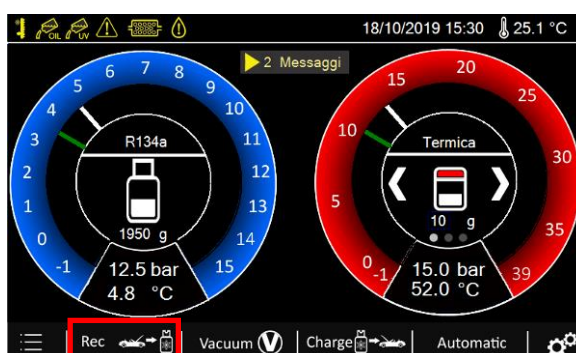 OIL UV 18/10/2019 15:30 25.1 °C
2 Messaggi
-1 0 1 2 3 4 5 6 7 8 9 10 11 12 13 14 15
R134a
1950 g
12.5 bar
4.8 °C
-1 0 5 10 15 20 25 30 35 39
Termica
10 g
15.0 bar
52.0 °C
Rec Vacuum V Charge Automatic